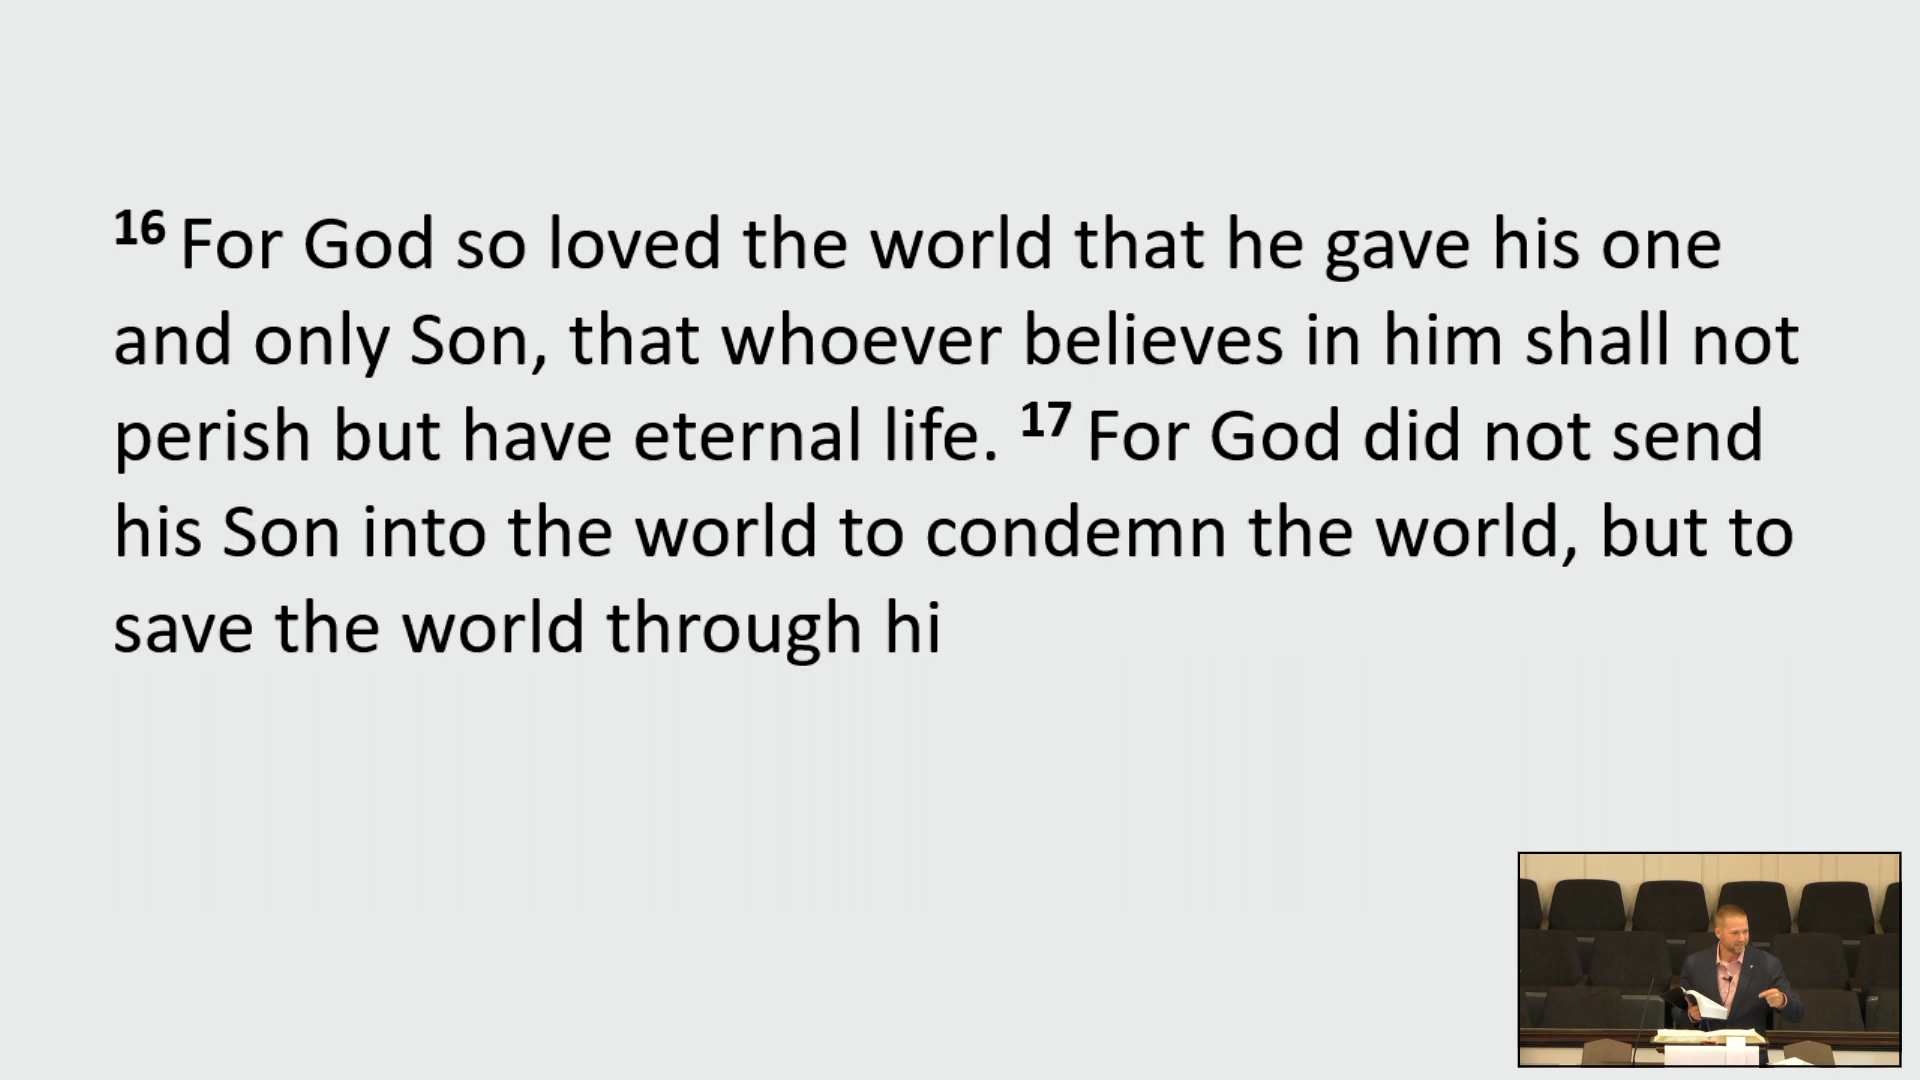 16 For God so loved the world that he gave his one
and only Son, that whoever believes in him shall not
perish but have eternal life. 17 For God did not send
his Son into the world to condemn the world, but to
save the world through hi